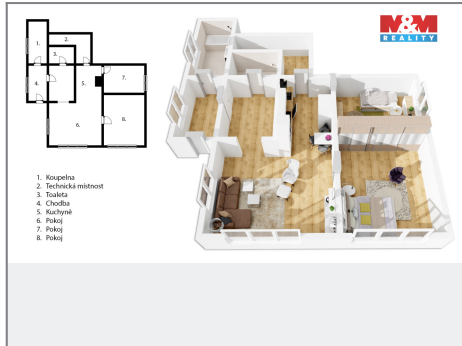 M&M
REALITY
1.
2.
3.
4.
5.
7.
6.
8.
1. Koupelna
2. Technická místnost
3. Toaleta
4. Chodba
5. Kuchyně
6. Pokoj
7. Pokoj
8. Pokoj